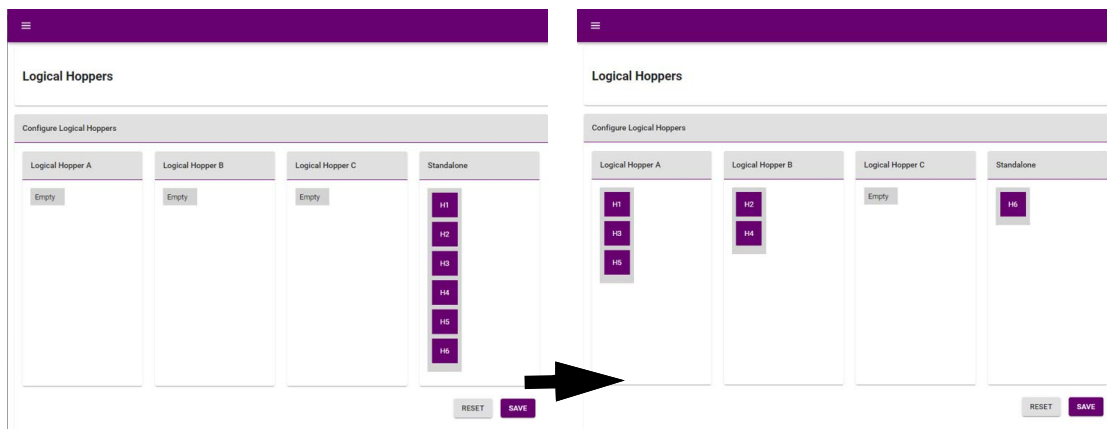 Logical Hoppers
Configure Logical Hoppers
Logical Hopper A
Logical Hopper B
Logical Hopper C
Standalone
Empty
Empty
Empty
H1
H2
H3
H4
H5
H6
RESET
SAVE
Logical Hoppers
Configure Logical Hoppers
Logical Hopper A
Logical Hopper B
Logical Hopper C
Standalone
H1
H3
H5
H2
H4
Empty
H6
RESET
SAVE